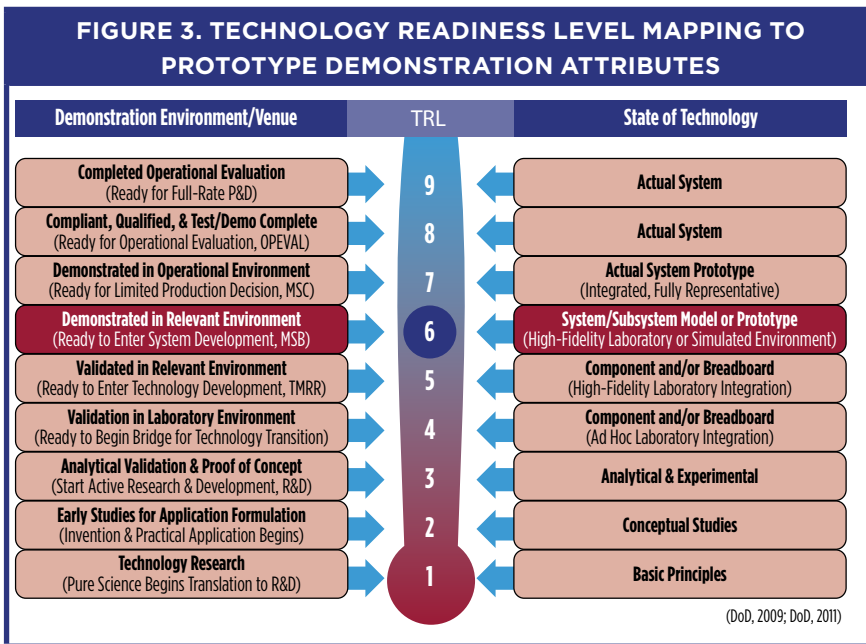 FIGURE 3. TECHNOLOGY READINESS LEVEL MAPPING TO
PROTOTYPE DEMONSTRATION ATTRIBUTES
Demonstration Environment/Venue
TRL
State of Technology
Completed Operational Evaluation
(Ready for Full-Rate P&D)
9
Actual System
Compliant, Qualified, & Test/Demo Complete
(Ready for Operational Evaluation, OPEVAL)
8
Actual System
Demonstrated in Operational Environment
(Ready for Limited Production Decision, MSC)
7
Actual System Prototype
(Integrated, Fully Representative)
Demonstrated in Relevant Environment
(Ready to Enter System Development, MSB)
6
System/Subsystem Model or Prototype
(High-Fidelity Laboratory or Simulated Environment)
Validated in Relevant Environment
(Ready to Enter Technology Development, TMRR)
5
Component and/or Breadboard
(High-Fidelity Laboratory Integration)
Validation in Laboratory Environment
(Ready to Begin Bridge for Technology Transition)
4
Component and/or Breadboard
(Ad Hoc Laboratory Integration)
Analytical Validation & Proof of Concept
(Start Active Research & Development, R&D)
3
Analytical & Experimental
Early Studies for Application Formulation
(Invention & Practical Application Begins)
2
Conceptual Studies
Technology Research
(Pure Science Begins Translation to R&D)
1
Basic Principles
(DoD, 2009; DoD, 2011)